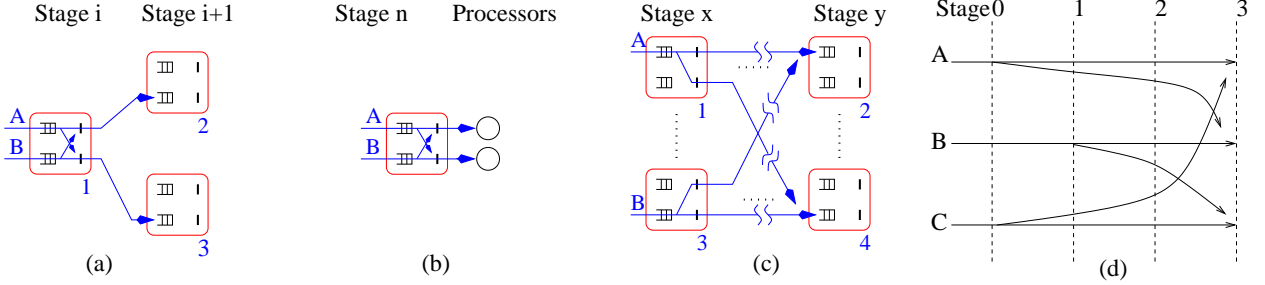 Stage i Stage i+1
A
B
1
2
3
(a)
Stage n Processors
A
B
(b)
Stage x Stage y
A
1
2
B
3
4
(c)
Stage 0 1 2 3
A
B
C
(d)